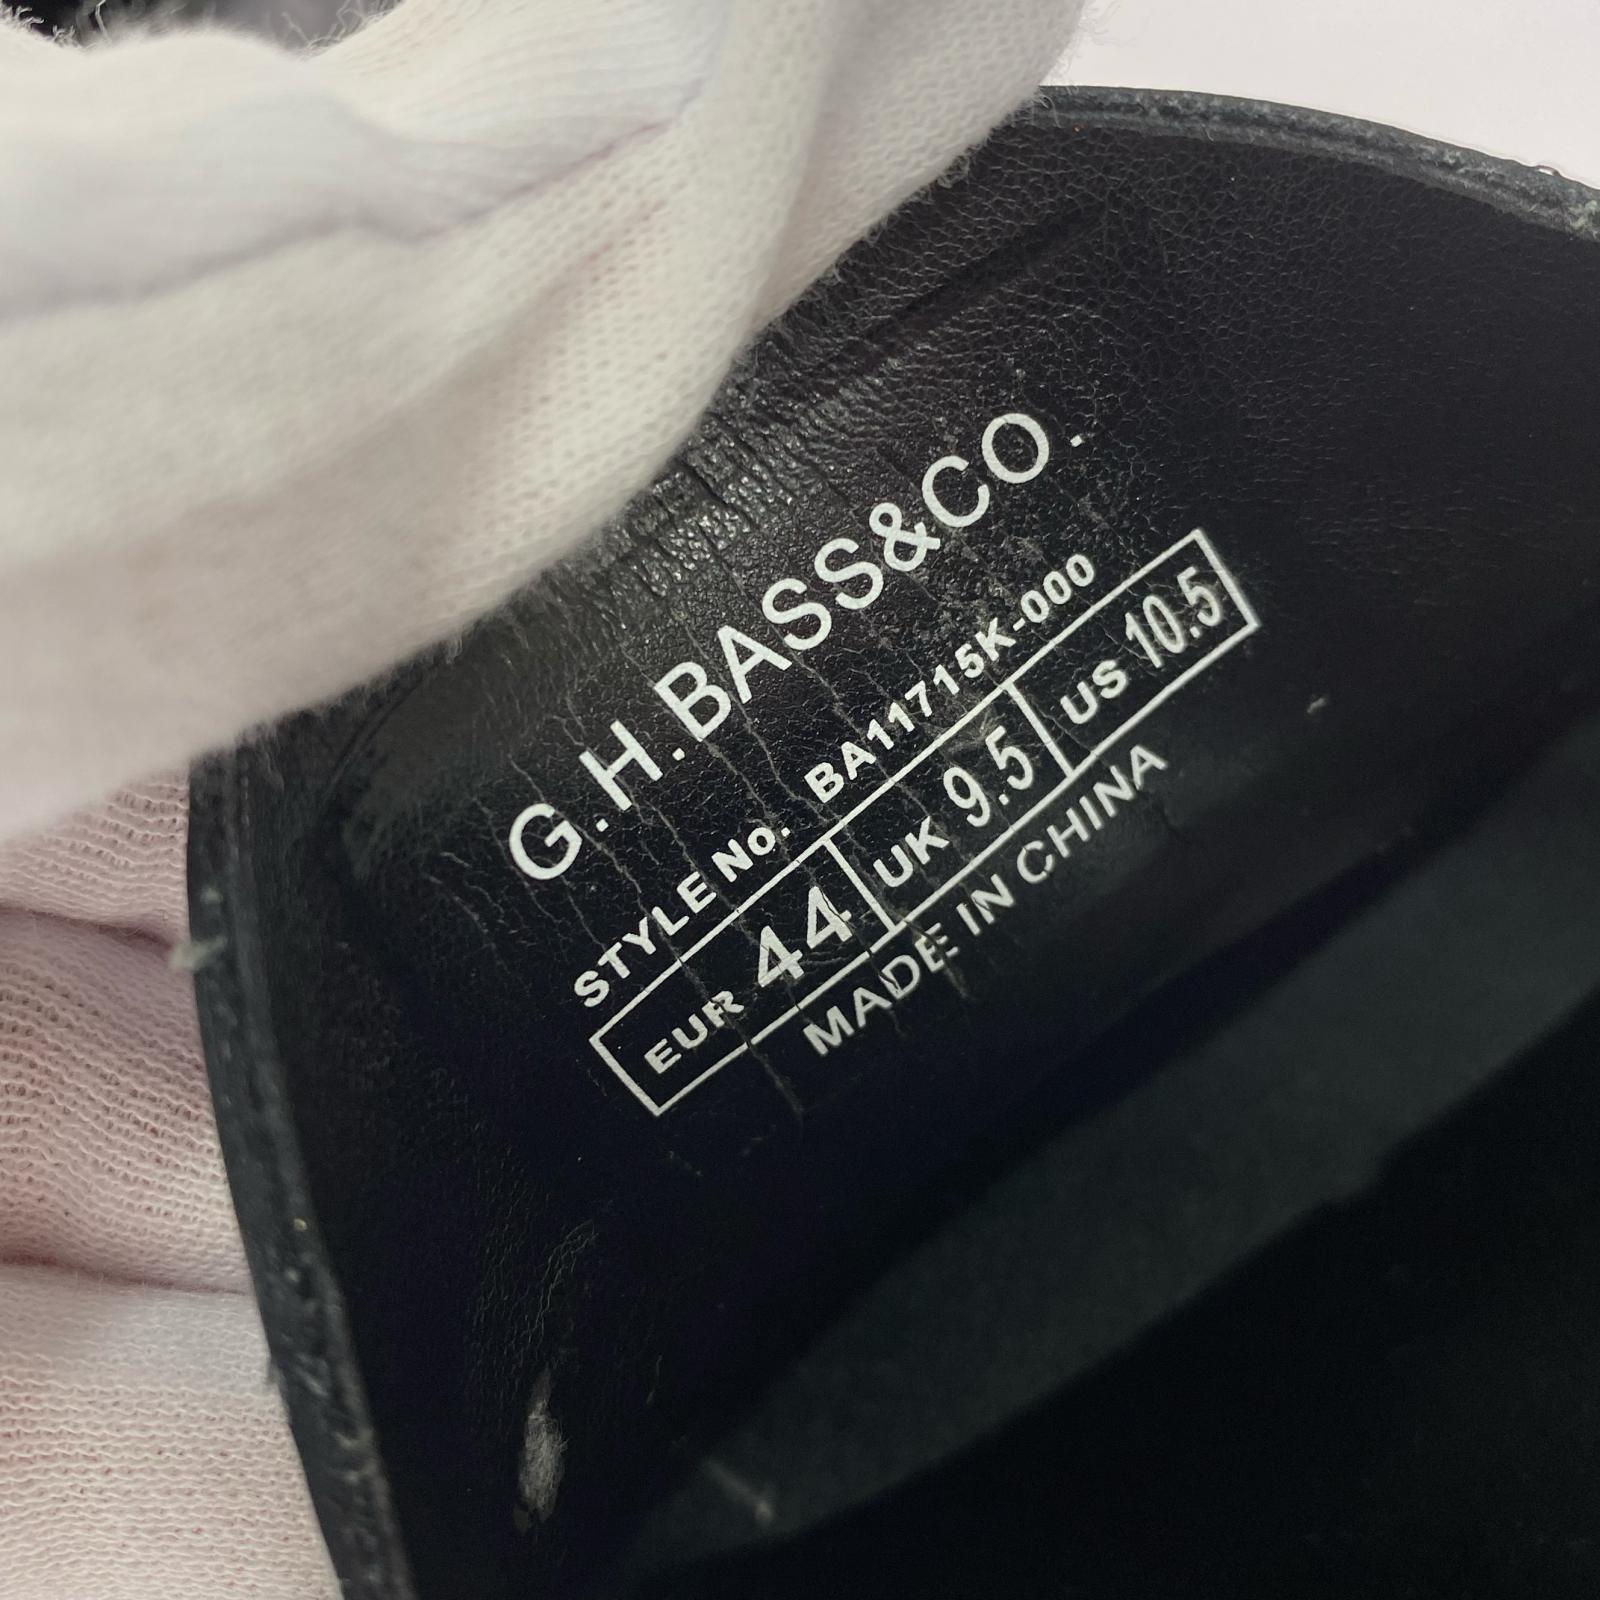 G.H.BASS&CO.
STYLE No. BA11715K-000
EUR 44 UK 9.5 US 10.5
MADE IN CHINA